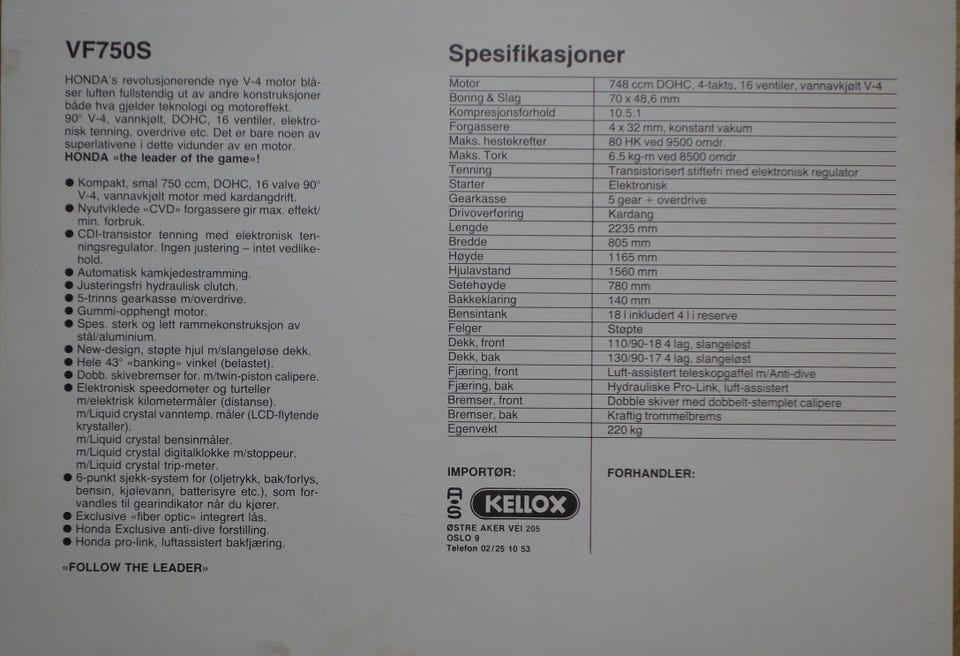 VF750S
HONDA's revolusjonerende nye V-4 motor blå-
ser luften fullstendig ut av andre konstruksjoner
både hva gjelder teknologi og motoreffekt.
90° V-4, vannkjølt, DOHC, 16 ventiler, elektro-
nisk tenning, overdrive etc. Det er bare noen av
superlativene i dette vidunder av en motor.
HONDA «the leader of the game»!
● Kompakt, smal 750 ccm, DOHC, 16 valve 90°
V-4, vannavkjølt motor med kardangdrift.
● Nyutviklede «CVD» forgassere gir max. effekt/
min. forbruk.
● CDI-transistor tenning med elektronisk ten-
ningsregulator. Ingen justering – intet vedlike-
hold.
● Automatisk kamkjedestramming.
● Justeringsfri hydraulisk clutch.
● 5-trinns gearkasse m/overdrive.
● Gummi-opphengt motor.
● Spes. sterk og lett rammekonstruksjon av
stål/aluminium.
● New-design, støpte hjul m/slangeløse dekk.
● Hele 43° «banking» vinkel (belastet).
● Dobb. skivebremser for. m/twin-piston calipere.
● Elektronisk speedometer og turteller
m/elektrisk kilometermåler (distanse).
m/Liquid crystal vanntemp. måler (LCD-flytende
krystaller).
m/Liquid crystal bensinmåler.
m/Liquid crystal digitalklokke m/stoppeur.
m/Liquid crystal trip-meter.
● 6-punkt sjekk-system for (oljetrykk, bak/forlys,
bensin, kjølevann, batterisyre etc.), som for-
vandles til gearindikator når du kjører.
● Exclusive «fiber optic» integrert lås.
● Honda Exclusive anti-dive forstilling.
● Honda pro-link, luftassistert bakfjæring.
«FOLLOW THE LEADER»
Spesifikasjoner
Motor 748 ccm DOHC, 4-takts, 16 ventiler, vannavkjølt V-4
Boring & Slag 70 x 48,6 mm
Kompresjonsforhold 10.5:1
Forgassere 4 x 32 mm, konstant vakum
Maks. hestekrefter 80 HK ved 9500 omdr.
Maks. Tork 6.5 kg-m ved 8500 omdr.
Tenning Transistorisert stiftefri med elektronisk regulator
Starter Elektronisk
Gearkasse 5 gear + overdrive
Drivoverføring Kardang
Lengde 2235 mm
Bredde 805 mm
Høyde 1165 mm
Hjulavstand 1560 mm
Setehøyde 780 mm
Bakkeklaring 140 mm
Bensintank 18 l inkludert 4 l i reserve
Felger Støpte
Dekk, front 110/90-18 4 lag, slangeløst
Dekk, bak 130/90-17 4 lag, slangeløst
Fjæring, front Luft-assistert teleskopgaffel m/Anti-dive
Fjæring, bak Hydrauliske Pro-Link, luft-assistert
Bremser, front Dobble skiver med dobbelt-stemplet calipere
Bremser, bak Kraftig trommelbrems
Egenvekt 220 kg
IMPORTØR:
A-S KELLOX
ØSTRE AKER VEI 205
OSLO 9
Telefon 02/25 10 53
FORHANDLER: